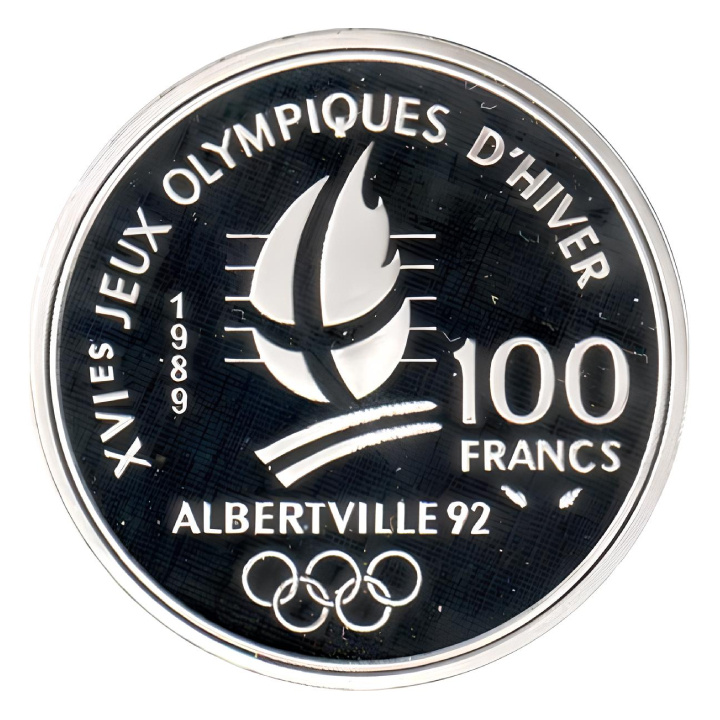 XVIES JEUX OLYMPIQUES D'HIVER
1989
100
FRANCS
ALBERTVILLE 92